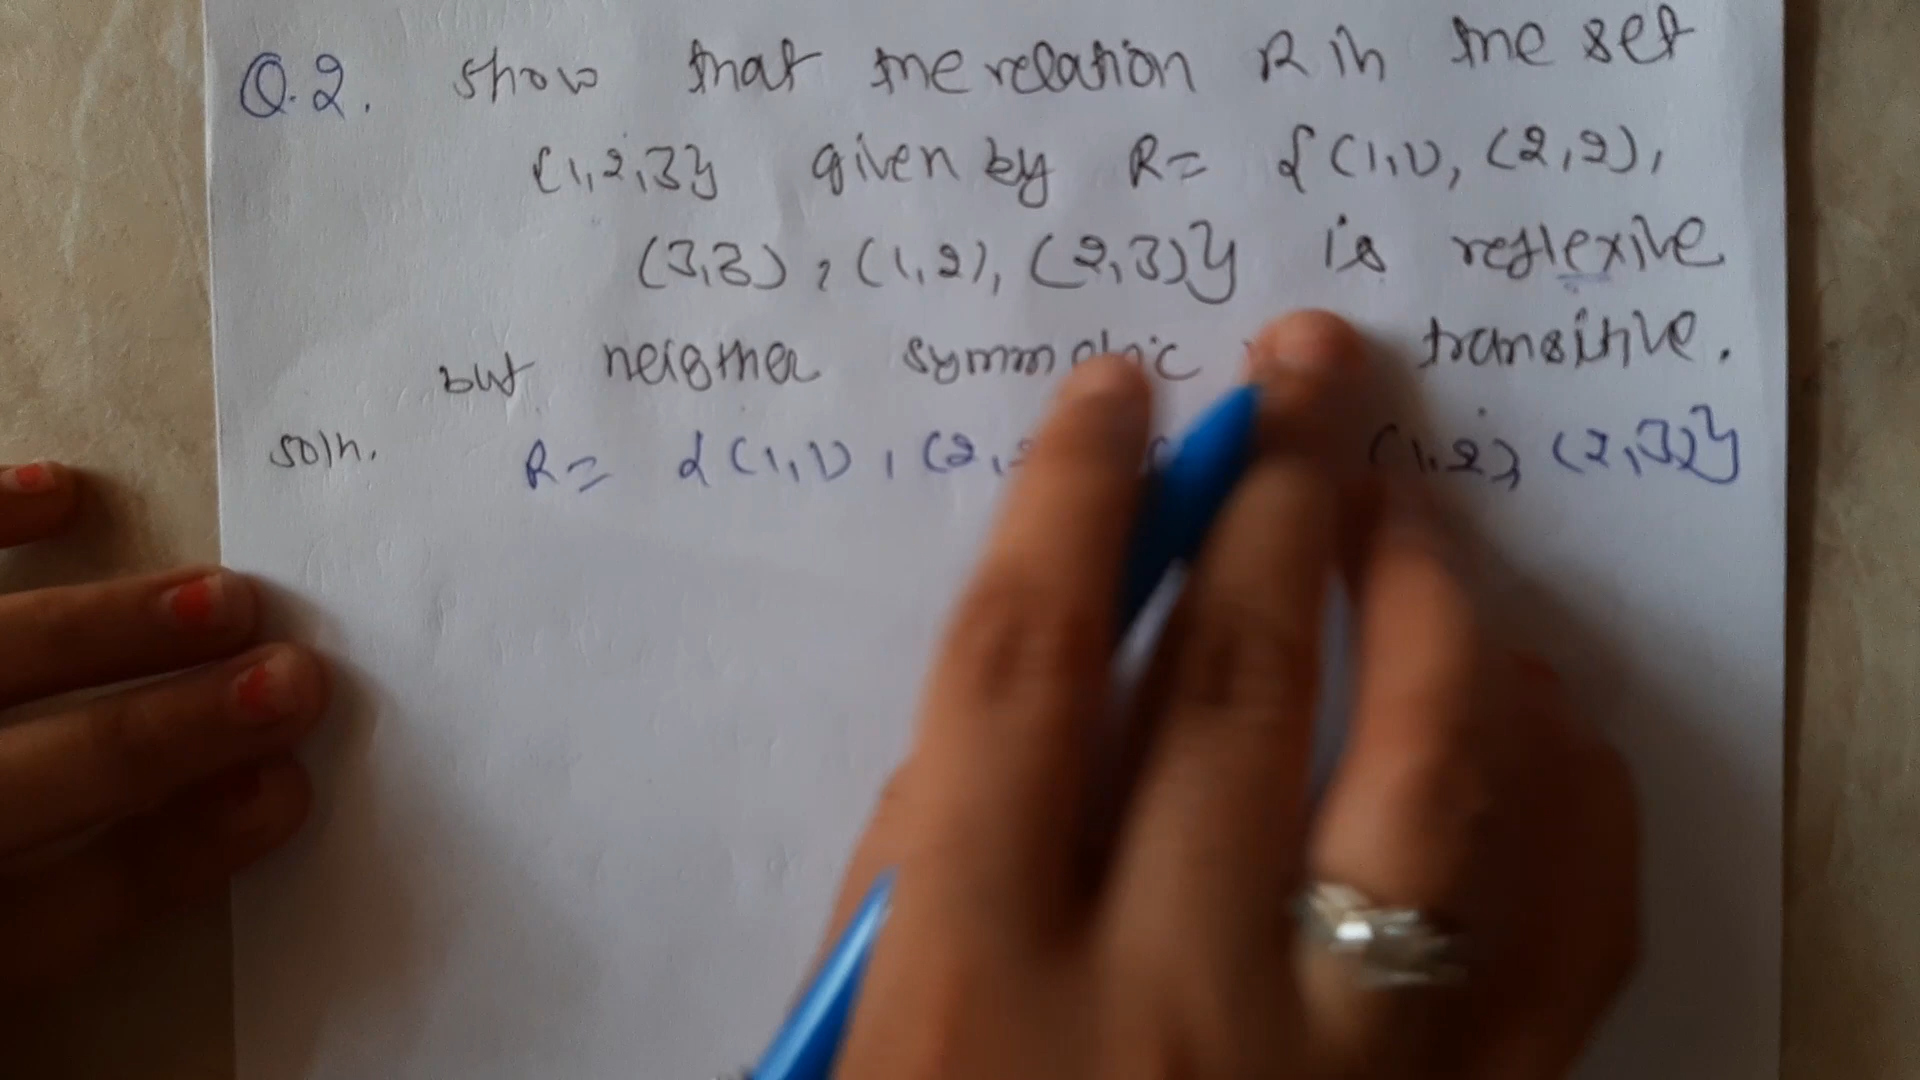 Q.2. show that the relation R in the set
{1,2,3} given by R = {(1,1), (2,2),
(3,3), (1,2), (2,3)} is reflexive
but neither symmetric transitive.
soln. R = {(1,1), (2, (1,2), (2,3)}